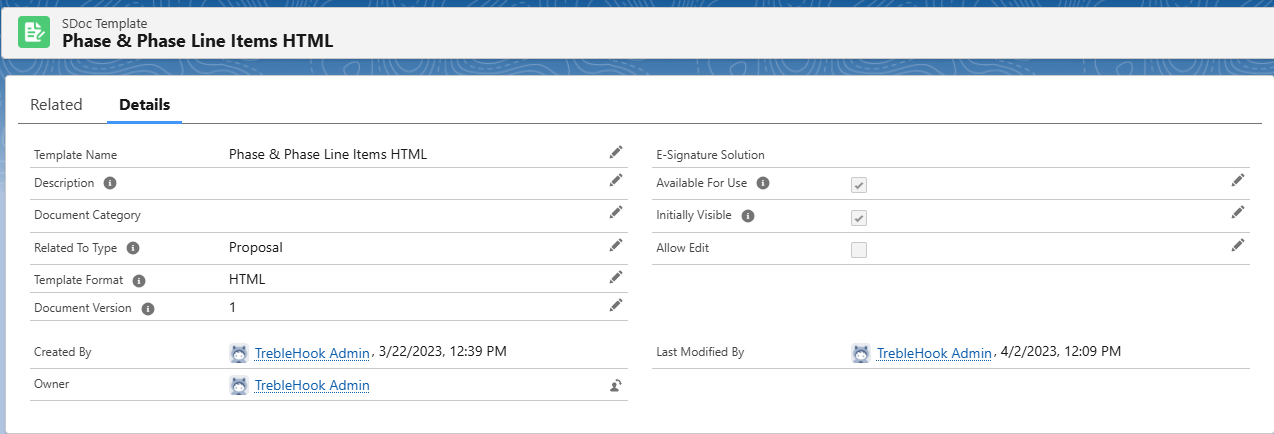 SDoc Template
Phase & Phase Line Items HTML
Related Details
Template Name Phase & Phase Line Items HTML
E-Signature Solution
Description
Available For Use
Document Category
Initially Visible
Related To Type Proposal
Allow Edit
Template Format HTML
Document Version 1
Created By TrebleHook Admin, 3/22/2023, 12:39 PM
Last Modified By TrebleHook Admin, 4/2/2023, 12:09 PM
Owner TrebleHook Admin